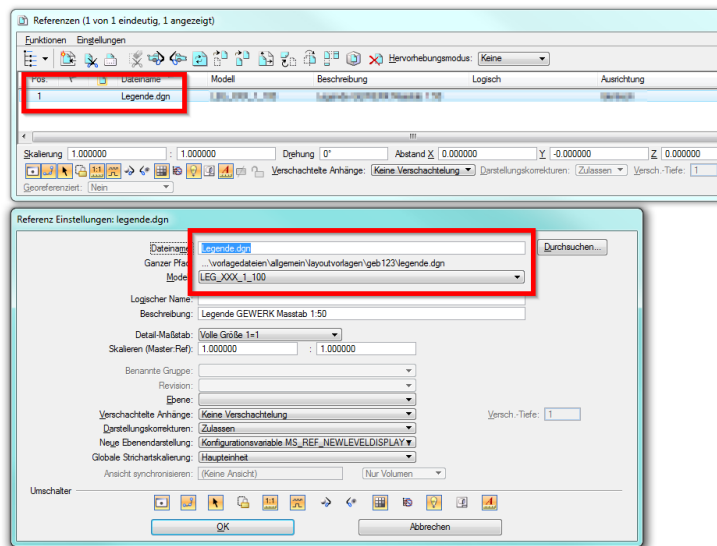 Referenzen (1 von 1 eindeutig, 1 angezeigt)
Funktionen Einstellungen
Hervorhebungsmodus: Keine
Pos. Dateiname Modell Beschreibung Logisch Ausrichtung
1 Legende.dgn
Skalierung 1.000000 : 1.000000 Drehung 0° Abstand X 0.000000 Y -0.000000 Z 0.000000
1:1 Verschachtelte Anhänge: Keine Verschachtelung Darstellungskorrekturen: Zulassen Versch.-Tiefe: 1
Georeferenziert: Nein
Referenz Einstellungen: legende.dgn
Dateiname: Legende.dgn Durchsuchen...
Ganzer Pfad: ...\vorlagedateien\allgemein\layoutvorlagen\geb123\legende.dgn
Model LEG_XXX_1_100
Logischer Name:
Beschreibung: Legende GEWERK Masstab 1:50
Detail-Maßstab: Volle Größe 1=1
Skalieren (Master:Ref): 1.000000 : 1.000000
Benannte Gruppe:
Revision:
Ebene:
Verschachtelte Anhänge: Keine Verschachtelung Versch.-Tiefe: 1
Darstellungskorrekturen: Zulassen
Neue Ebenendarstellung: Konfigurationsvariable MS_REF_NEWLEVELDISPLAY
Globale Strichartskalierung: Haupteinheit
Ansicht synchronisieren: (Keine Ansicht) Nur Volumen
Umschalter
1:1
OK Abbrechen